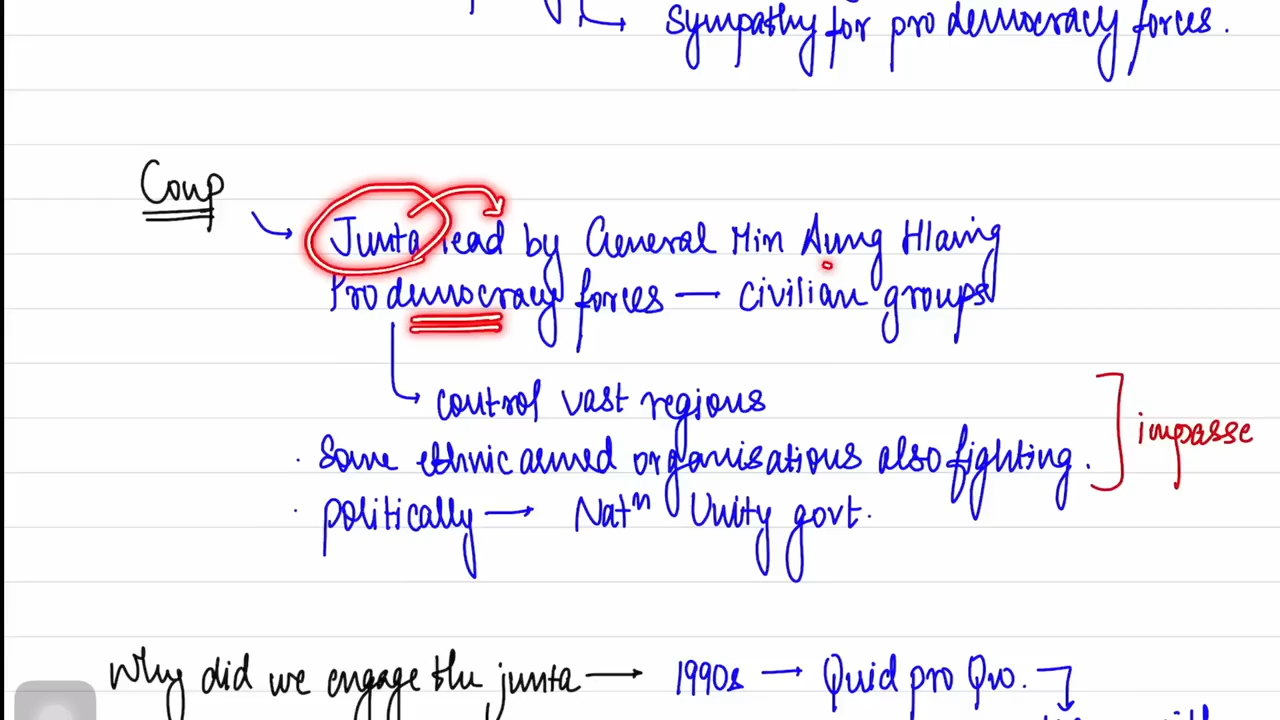 sympathy for pro democracy forces.
Coup
Junta lead by General Min Aung Hlaing
Pro democracy forces — civilian groups
control vast regions
· Some ethnic armed organisations also fighting.
impasse
· politically → Natⁿ Unity govt.
Why did we engage the junta → 1990s → Quid pro Quo.